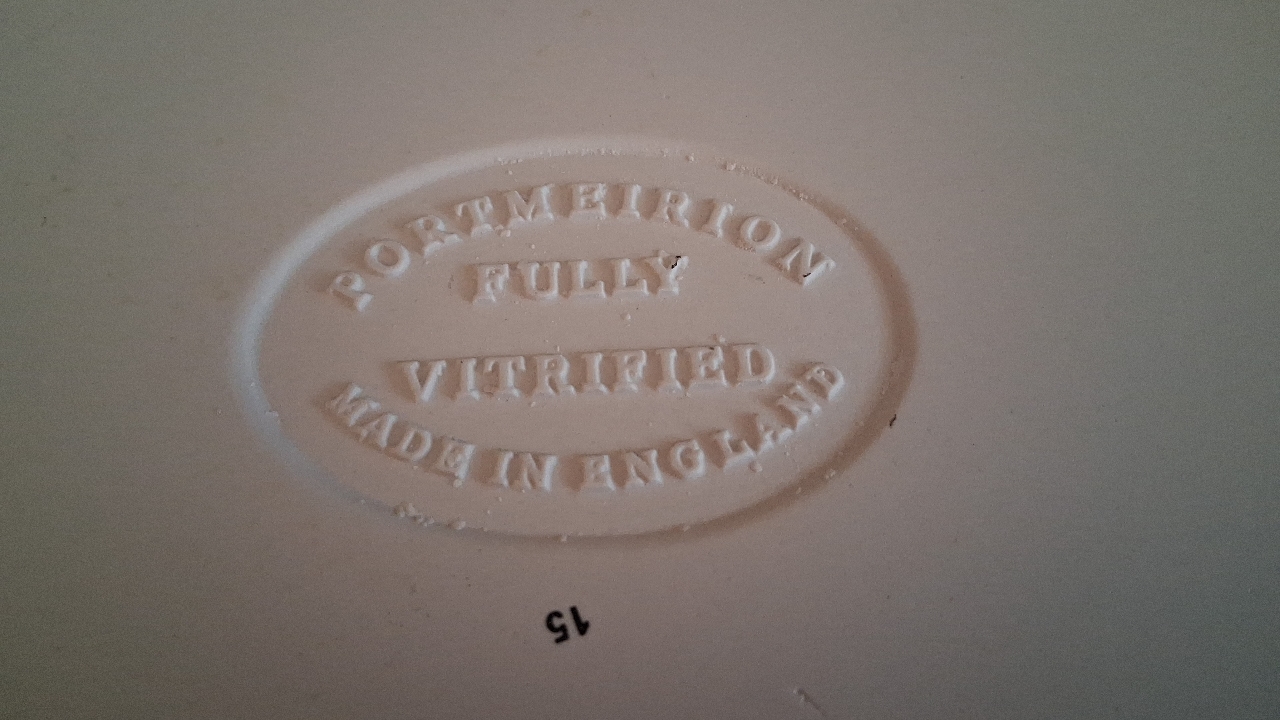 PORTMEIRION
FULLY
VITRIFIED
MADE IN ENGLAND
15